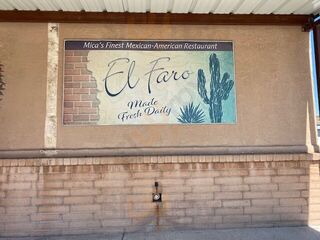 Mica's Finest Mexican-American Restaurant
El Faro
Made
Fresh Daily